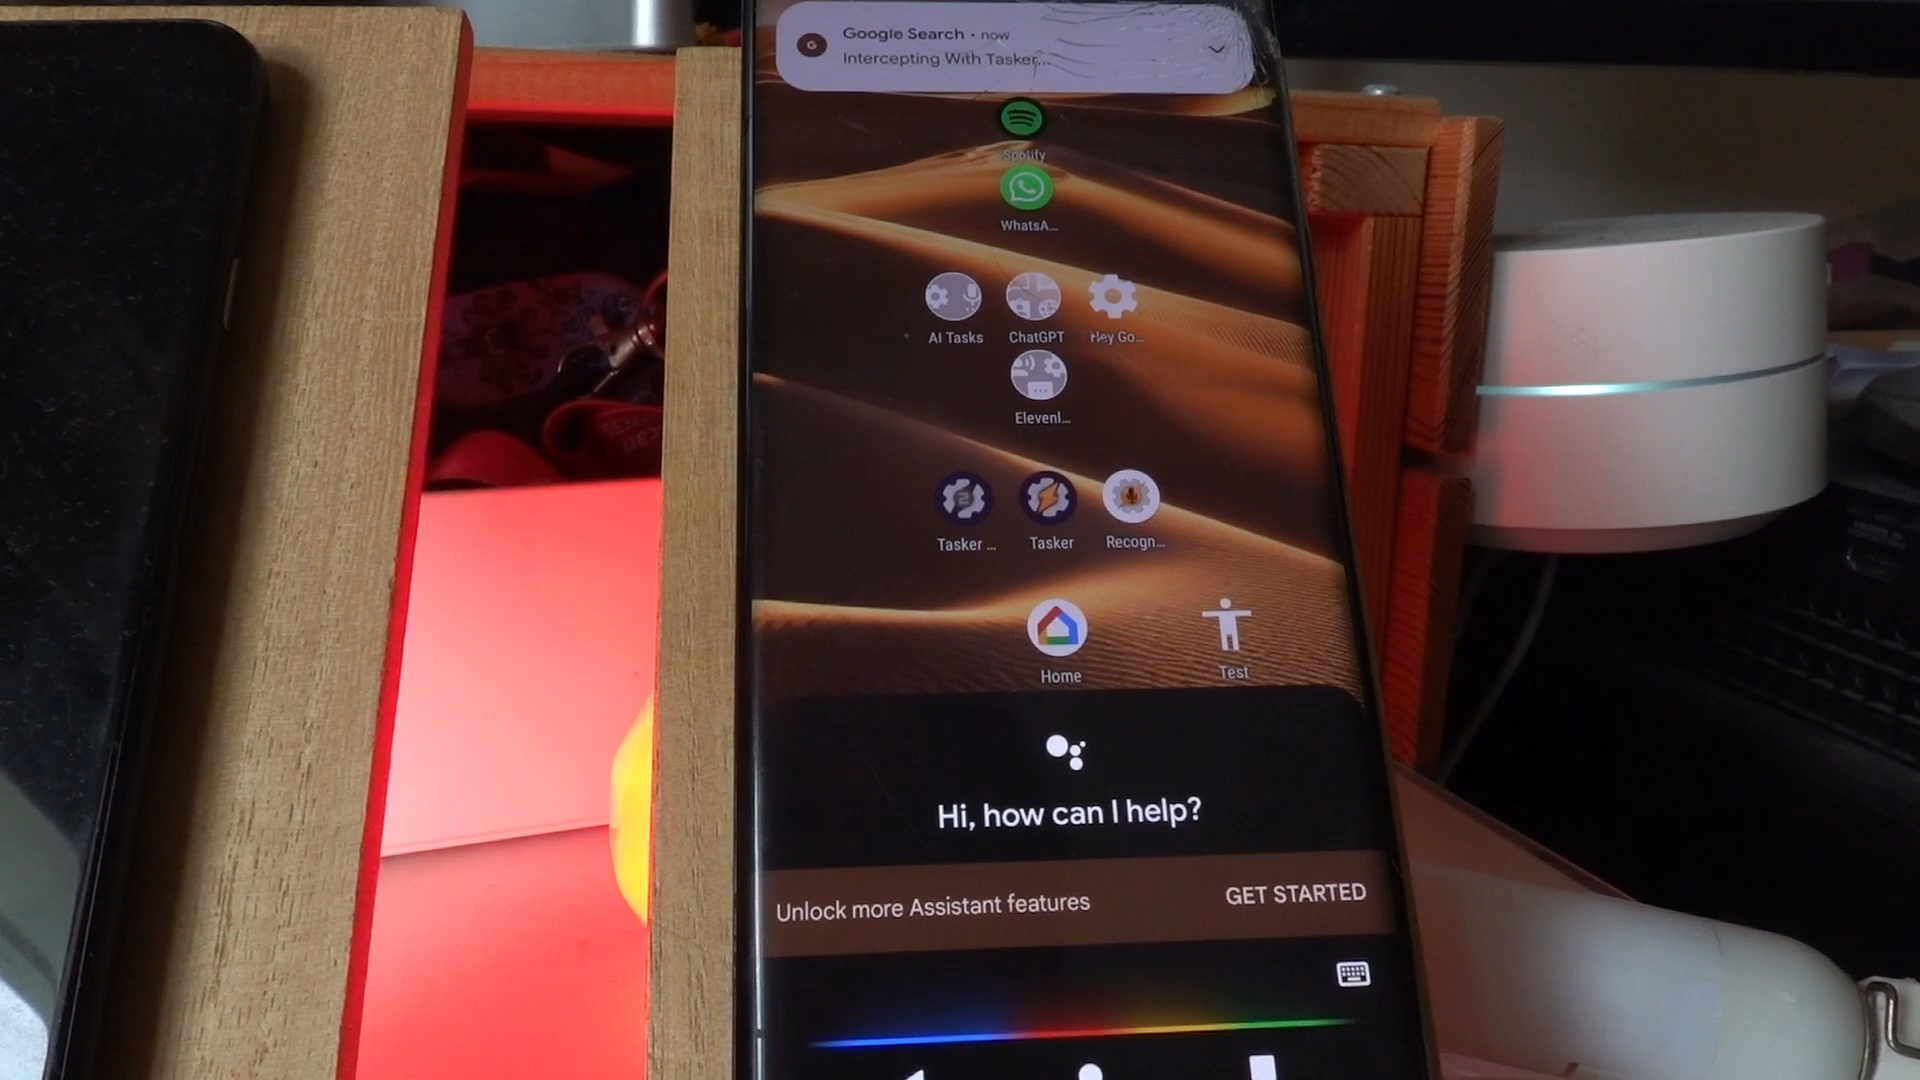 Google Search • now
Intercepting With Tasker...
Spotify
WhatsA...
AI Tasks
ChatGPT
Hey Go...
Elevenl...
Tasker ...
Tasker
Recogn...
Home
Test
Hi, how can I help?
Unlock more Assistant features
GET STARTED